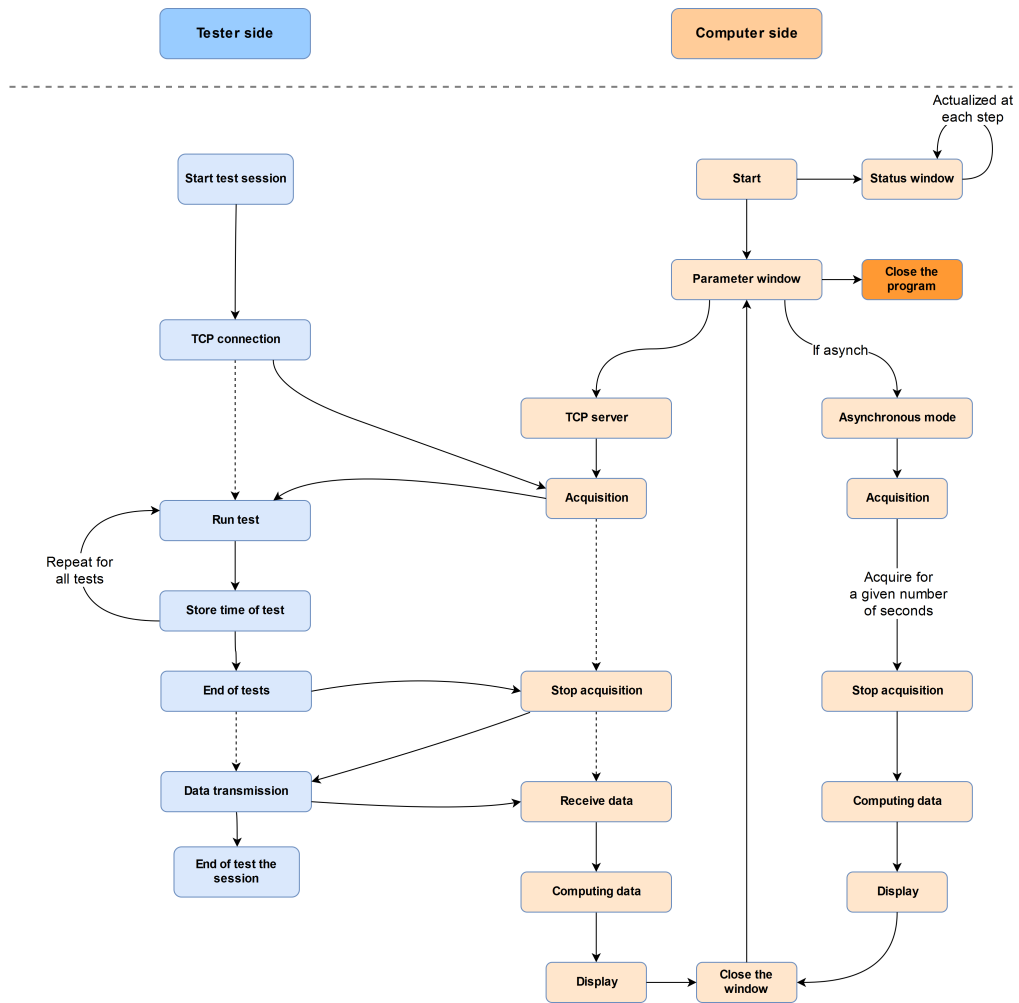 Tester side
Computer side
Actualized at
each step
Start test session
Start
Status window
Parameter window
Close the
program
TCP connection
If asynch
TCP server
Asynchronous mode
Acquisition
Acquisition
Run test
Repeat for
all tests
Acquire for
a given number
of seconds
Store time of test
End of tests
Stop acquisition
Stop acquisition
Data transmission
Receive data
Computing data
End of test the
session
Computing data
Display
Display
Close the
window